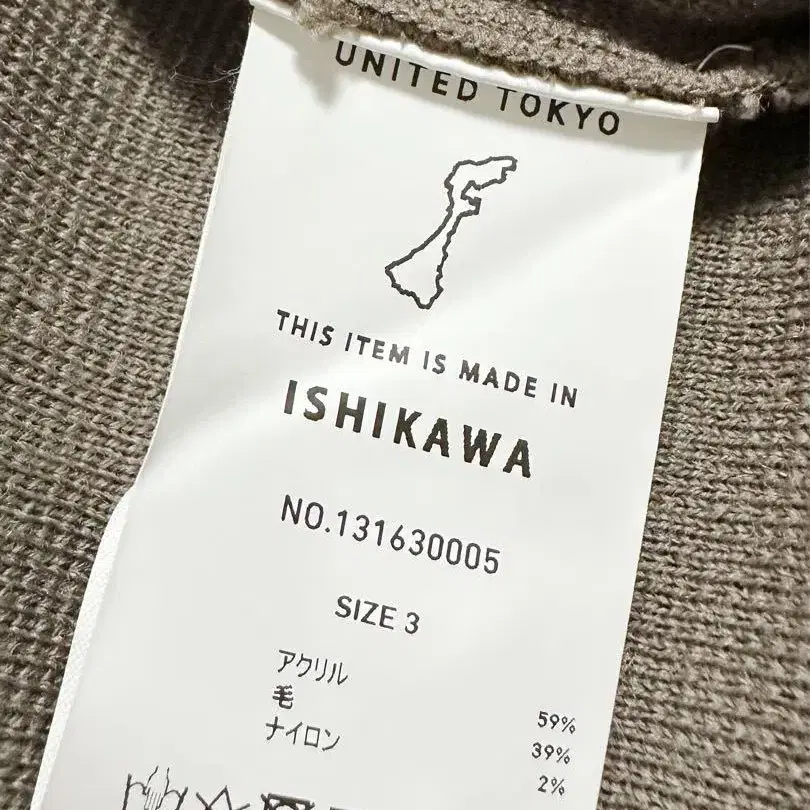 UNITED TOKYO
THIS ITEM IS MADE IN
ISHIKAWA
NO.131630005
SIZE 3
アクリル 59%
毛 39%
ナイロン 2%